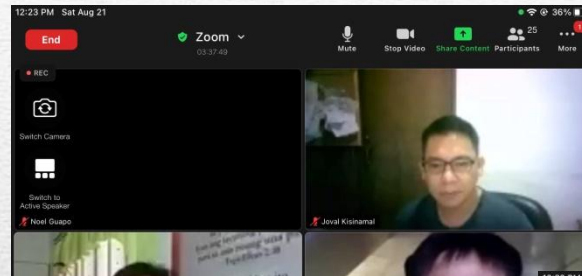 12:23 PM Sat Aug 21
36%
End
Zoom
03:37:49
Mute
Stop Video
Share Content
Participants
25
More
1
REC
Switch Camera
Switch to
Active Speaker
Noel Guapo
Joval Kisinamal